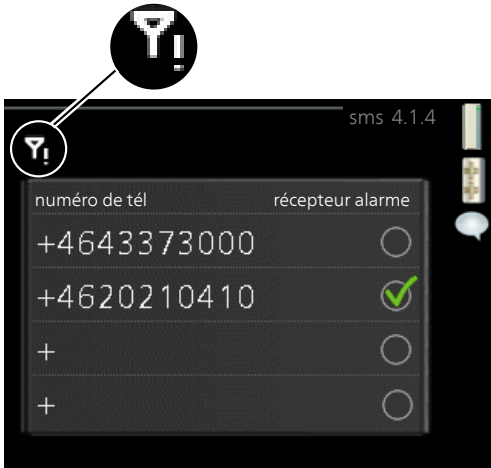 sms 4.1.4
numéro de tél récepteur alarme
+4643373000
+4620210410
+
+